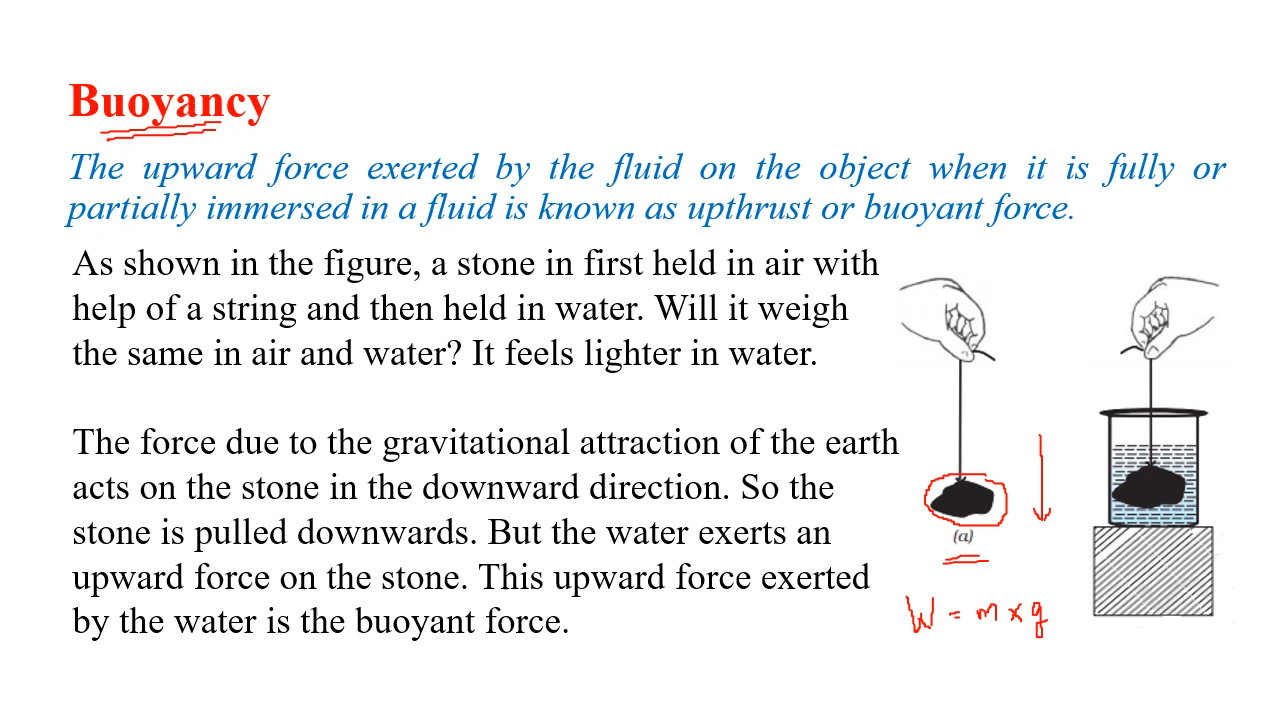 Buoyancy
The upward force exerted by the fluid on the object when it is fully or
partially immersed in a fluid is known as upthrust or buoyant force.
As shown in the figure, a stone in first held in air with
help of a string and then held in water. Will it weigh
the same in air and water? It feels lighter in water.
The force due to the gravitational attraction of the earth
acts on the stone in the downward direction. So the
stone is pulled downwards. But the water exerts an
upward force on the stone. This upward force exerted
by the water is the buoyant force.
(a)
W = m × g